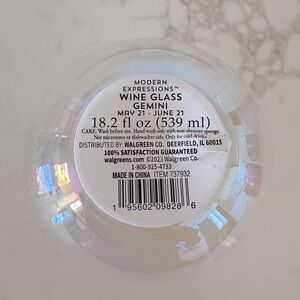 MODERN
EXPRESSIONS™
WINE GLASS
GEMINI
MAY 21 - JUNE 21
18.2 fl oz (539 ml)
CARE: Wash before use. Hand wash only with non-abrasive sponge.
Not microwave or dishwasher safe. Only for cold drinks.
DISTRIBUTED BY: WALGREEN CO. DEERFIELD, IL 60015
100% SATISFACTION GUARANTEED
walgreens.com ©2023 Walgreen Co.
1-800-925-4733
MADE IN CHINA ITEM 737932
1 95602 09828 6